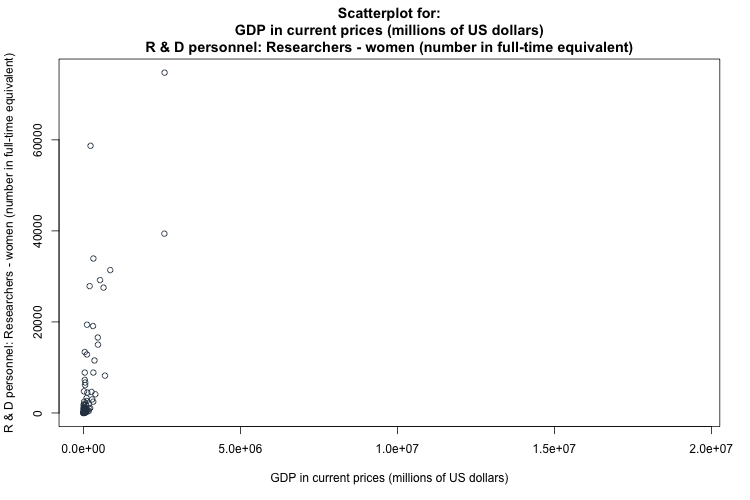 Scatterplot for:
GDP in current prices (millions of US dollars)
R & D personnel: Researchers - women (number in full-time equivalent)
R & D personnel: Researchers - women (number in full-time equivalent)
60000
40000
20000
0
0.0e+00 5.0e+06 1.0e+07 1.5e+07 2.0e+07
GDP in current prices (millions of US dollars)